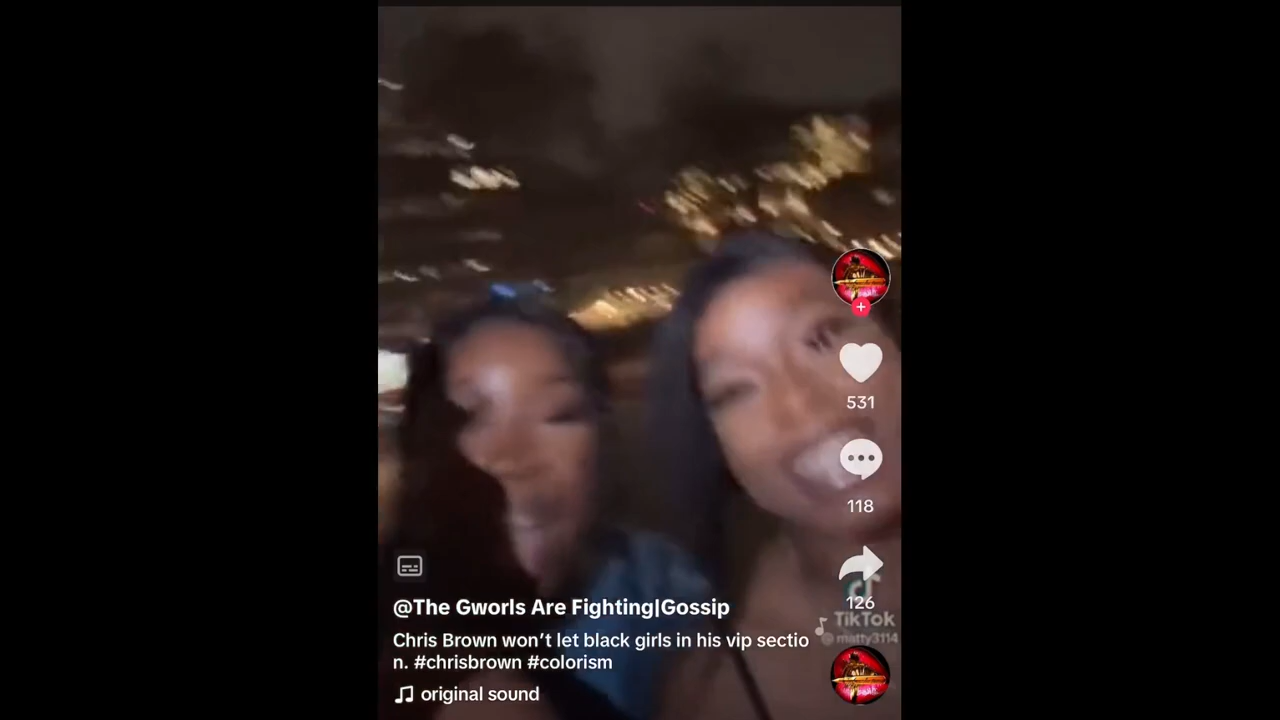 531
118
126
TikTok
@matty3114
@The Gworls Are Fighting|Gossip
Chris Brown won't let black girls in his vip sectio
n. #chrisbrown #colorism
original sound